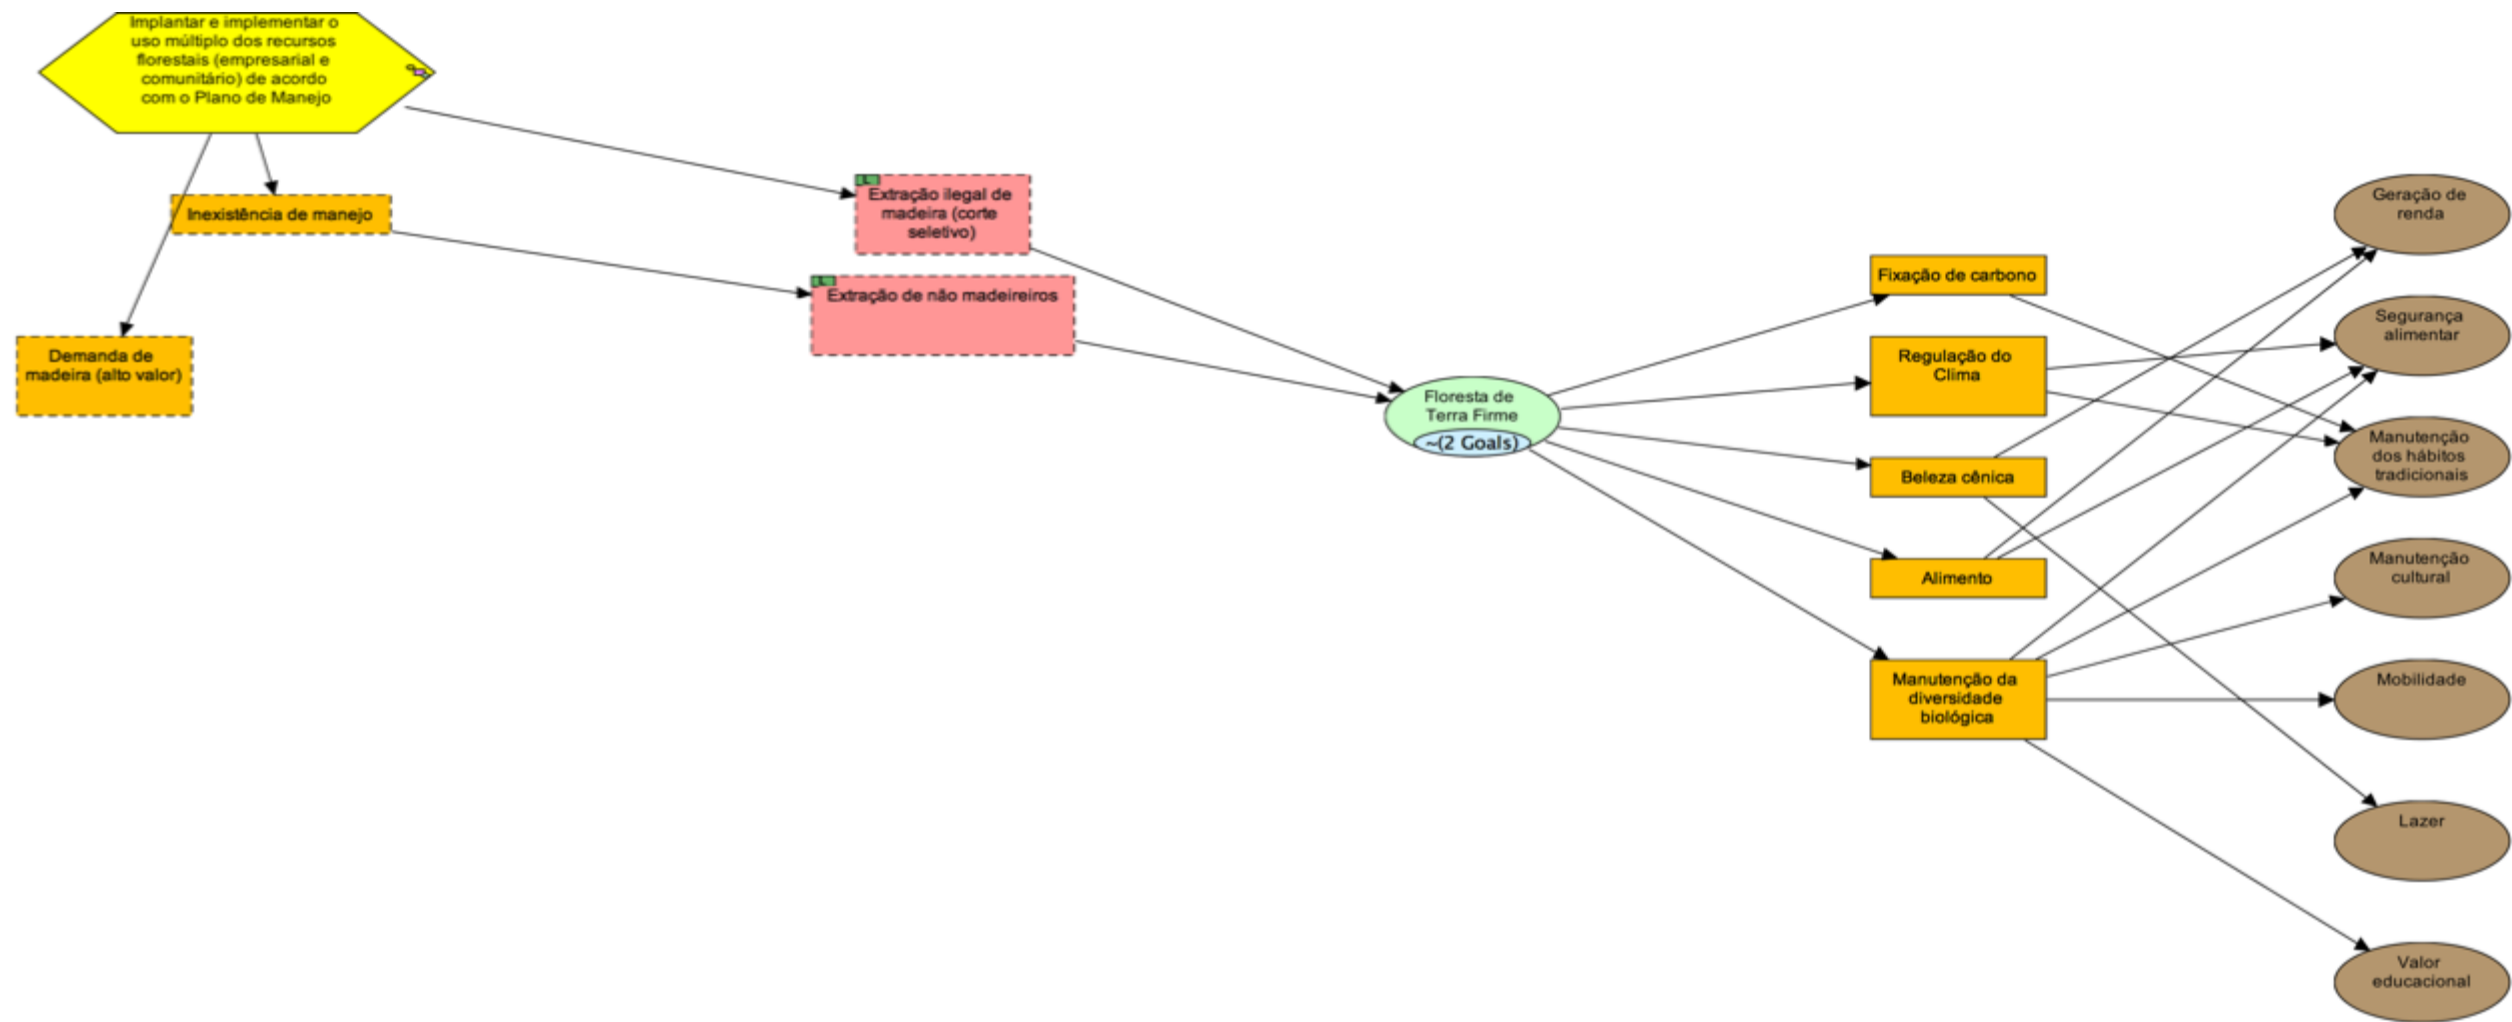 Implantar e implementar o
uso múltiplo dos recursos
florestais (empresarial e
comunitário) de acordo
com o Plano de Manejo
Inexistência de manejo
Demanda de
madeira (alto valor)
L
Extração ilegal de
madeira (corte
seletivo)
L
Extração de não madeireiros
Floresta de
Terra Firme
~(2 Goals)
Fixação de carbono
Regulação do
Clima
Beleza cênica
Alimento
Manutenção da
diversidade
biológica
Geração de
renda
Segurança
alimentar
Manutenção
dos hábitos
tradicionais
Manutenção
cultural
Mobilidade
Lazer
Valor
educacional